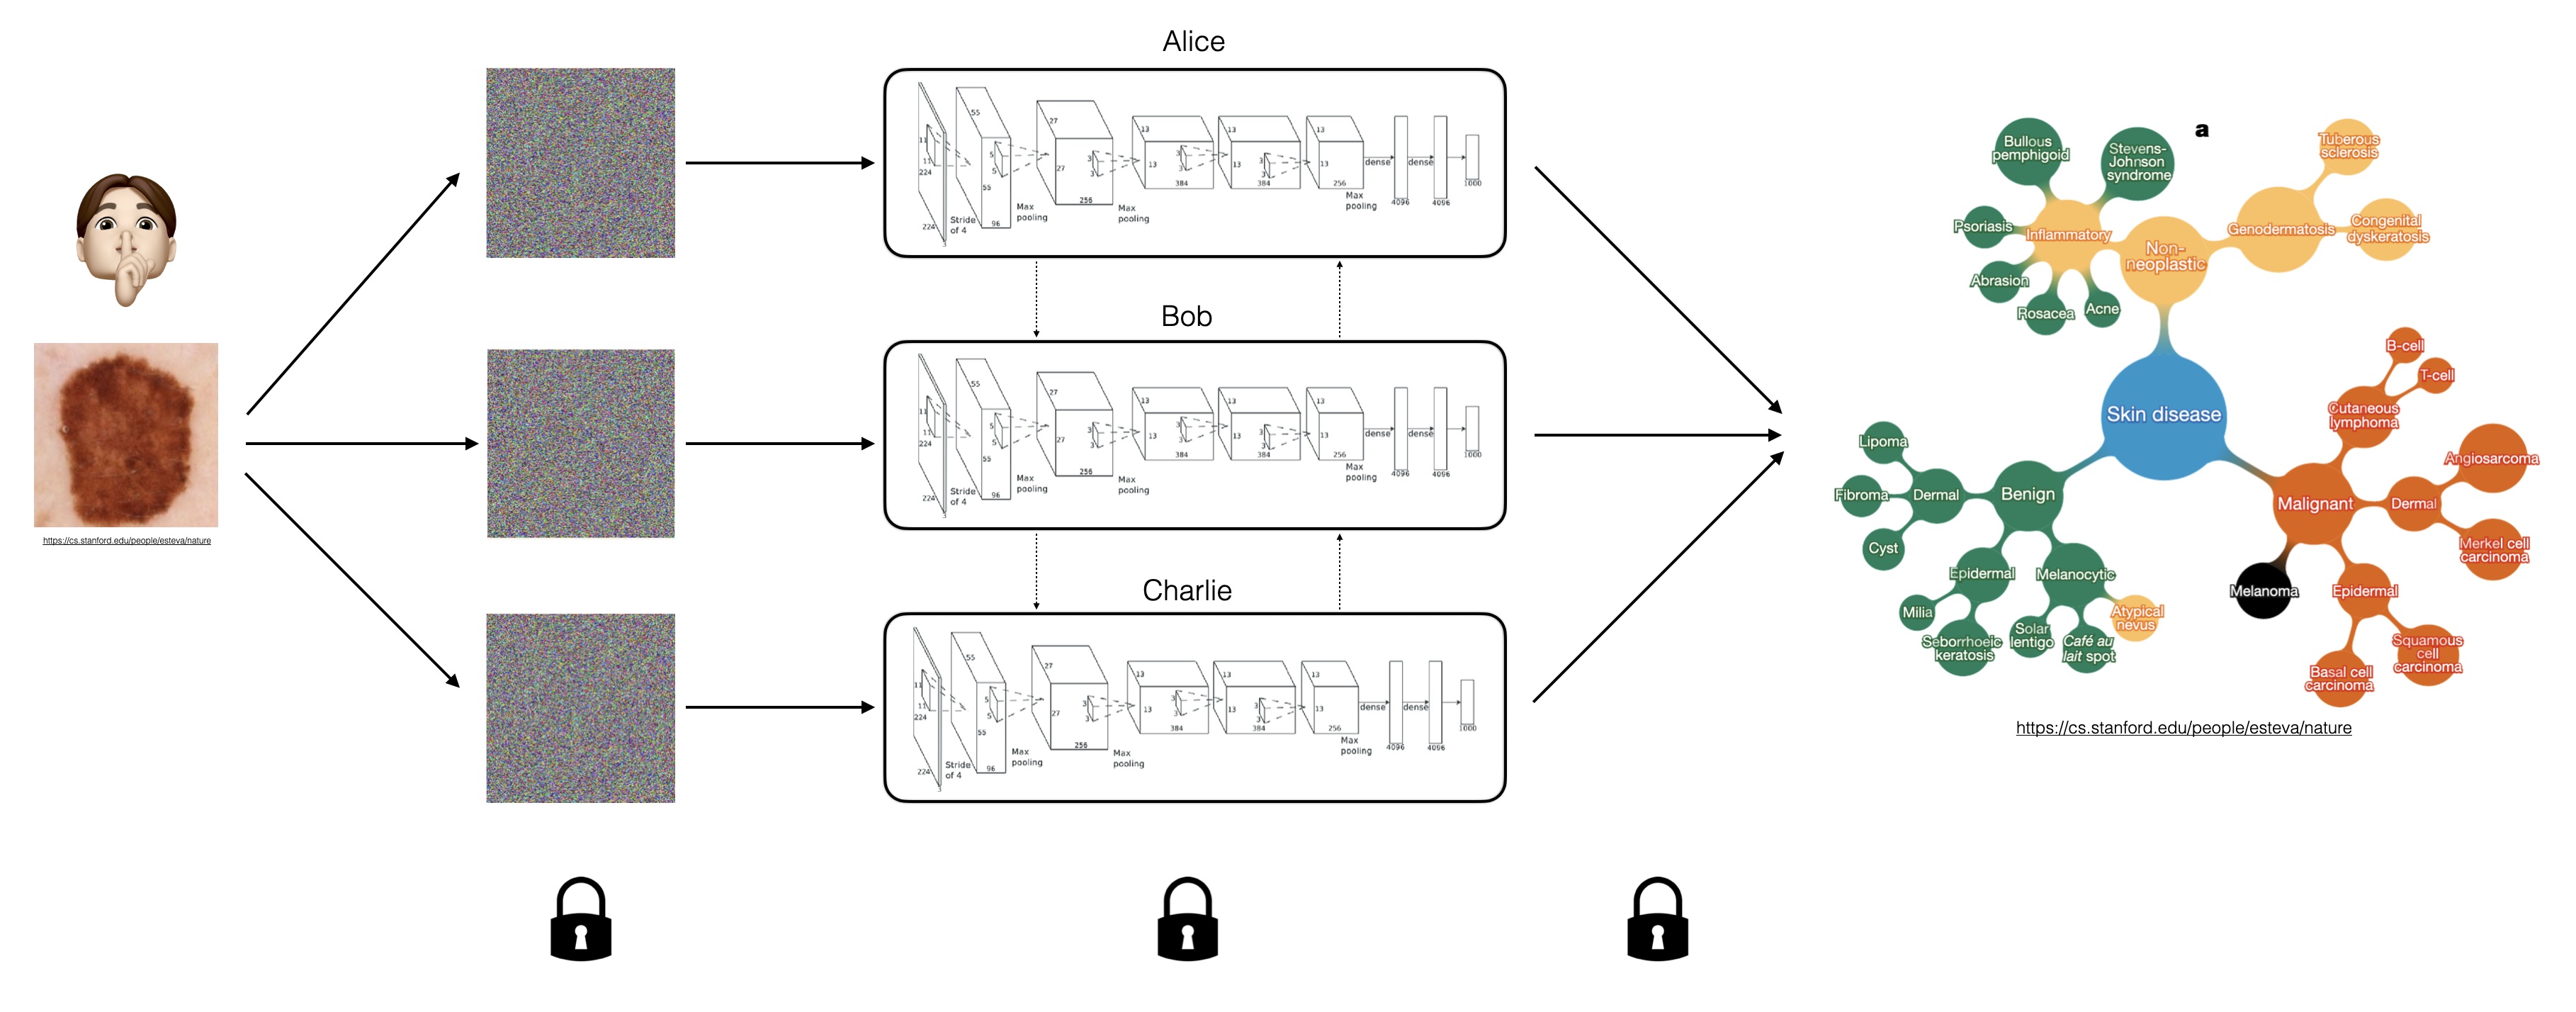 Alice
11
11
224
224
3
Stride
of 4
55
5
5
55
96
Max
pooling
27
27
3
3
256
Max
pooling
13
13
3
3
384
13
13
3
3
384
13
13
256
Max
pooling
dense
4096
dense
4096
1000
https://cs.stanford.edu/people/esteva/nature
Bob
11
11
224
224
3
Stride
of 4
55
5
5
55
96
Max
pooling
27
27
3
3
256
Max
pooling
13
13
3
3
384
13
13
3
3
384
13
13
256
Max
pooling
dense
4096
dense
4096
1000
Charlie
11
11
224
224
3
Stride
of 4
55
5
5
55
96
Max
pooling
27
27
3
3
256
Max
pooling
13
13
3
3
384
13
13
3
3
384
13
13
256
Max
pooling
dense
4096
dense
4096
1000
a
Bullous
pemphigoid
Stevens-
Johnson
syndrome
Psoriasis
Inflammatory
Abrasion
Rosacea
Acne
Non-
neoplastic
Genodermatosis
Tuberous
sclerosis
Congenital
dyskeratosis
Skin disease
B-cell
T-cell
Cutaneous
lymphoma
Angiosarcoma
Malignant
Dermal
Merkel cell
carcinoma
Melanoma
Epidermal
Squamous
cell
carcinoma
Basal cell
carcinoma
Lipoma
Fibroma
Dermal
Benign
Cyst
Epidermal
Melanocytic
Milia
Seborrhoeic
keratosis
Solar
lentigo
Café au
lait spot
Atypical
nevus
https://cs.stanford.edu/people/esteva/nature